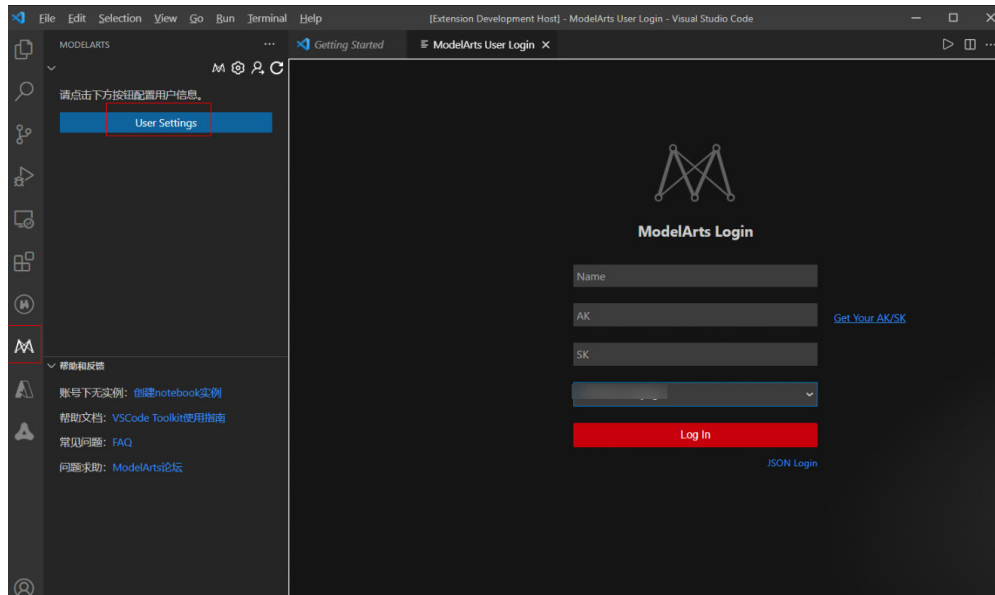 File Edit Selection View Go Run Terminal Help [Extension Development Host] - ModelArts User Login - Visual Studio Code
MODELARTS
Getting Started
ModelArts User Login
请点击下方按钮配置用户信息。
User Settings
ModelArts Login
Name
AK
Get Your AK/SK
SK
Log In
JSON Login
帮助和反馈
账号下无实例：创建notebook实例
帮助文档：VSCode Toolkit使用指南
常见问题：FAQ
问题求助：ModelArts论坛